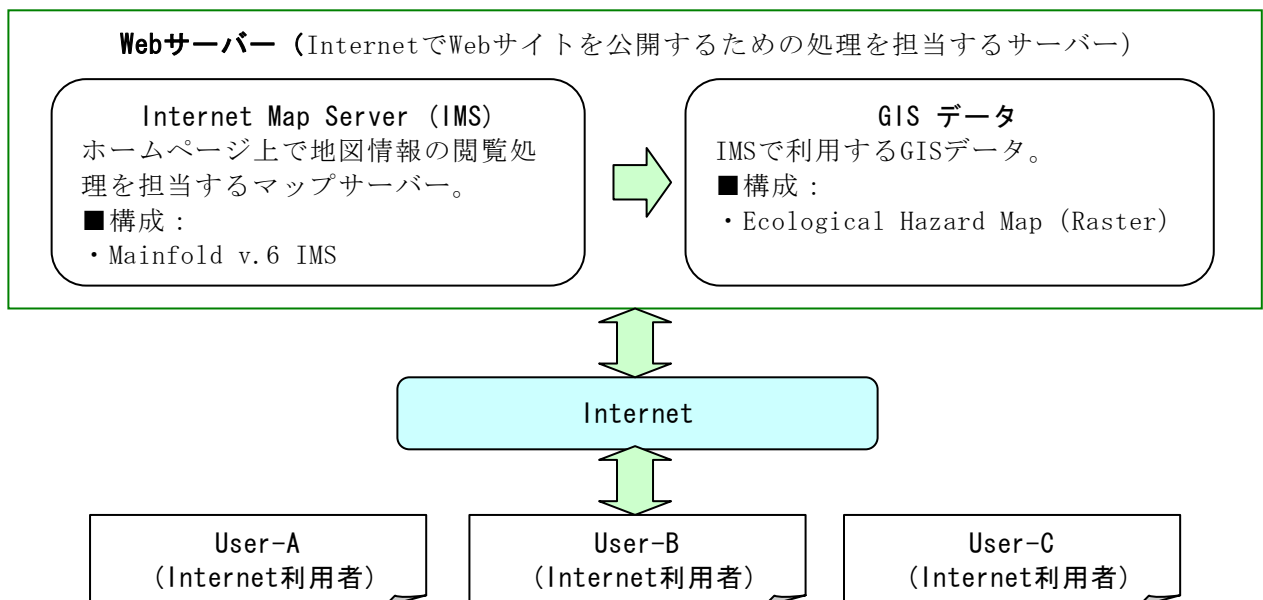 Webサーバー（InternetでWebサイトを公開するための処理を担当するサーバー）
Internet Map Server (IMS)
ホームページ上で地図情報の閲覧処
理を担当するマップサーバー。
■構成：
・Mainfold v.6 IMS
GIS データ
IMSで利用するGISデータ。
■構成：
・Ecological Hazard Map (Raster)
Internet
User-A
(Internet利用者)
User-B
(Internet利用者)
User-C
(Internet利用者)